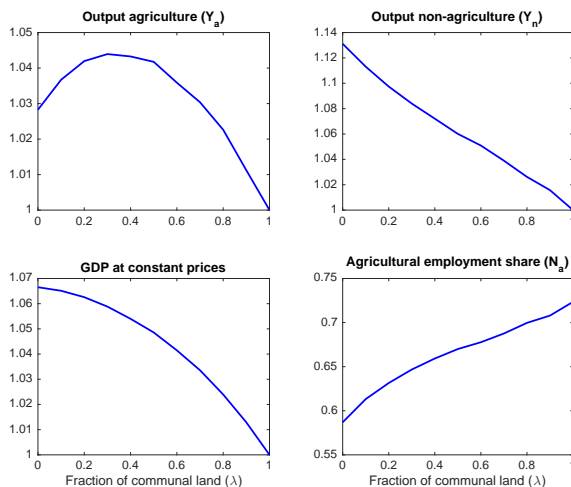 Output agriculture (Y_a)
1.05
1.04
1.03
1.02
1.01
1
0 0.2 0.4 0.6 0.8 1
Output non-agriculture (Y_n)
1.14
1.12
1.1
1.08
1.06
1.04
1.02
1
0 0.2 0.4 0.6 0.8 1
GDP at constant prices
1.07
1.06
1.05
1.04
1.03
1.02
1.01
1
0 0.2 0.4 0.6 0.8 1
Fraction of communal land (λ)
Agricultural employment share (N_a)
0.75
0.7
0.65
0.6
0.55
0 0.2 0.4 0.6 0.8 1
Fraction of communal land (λ)